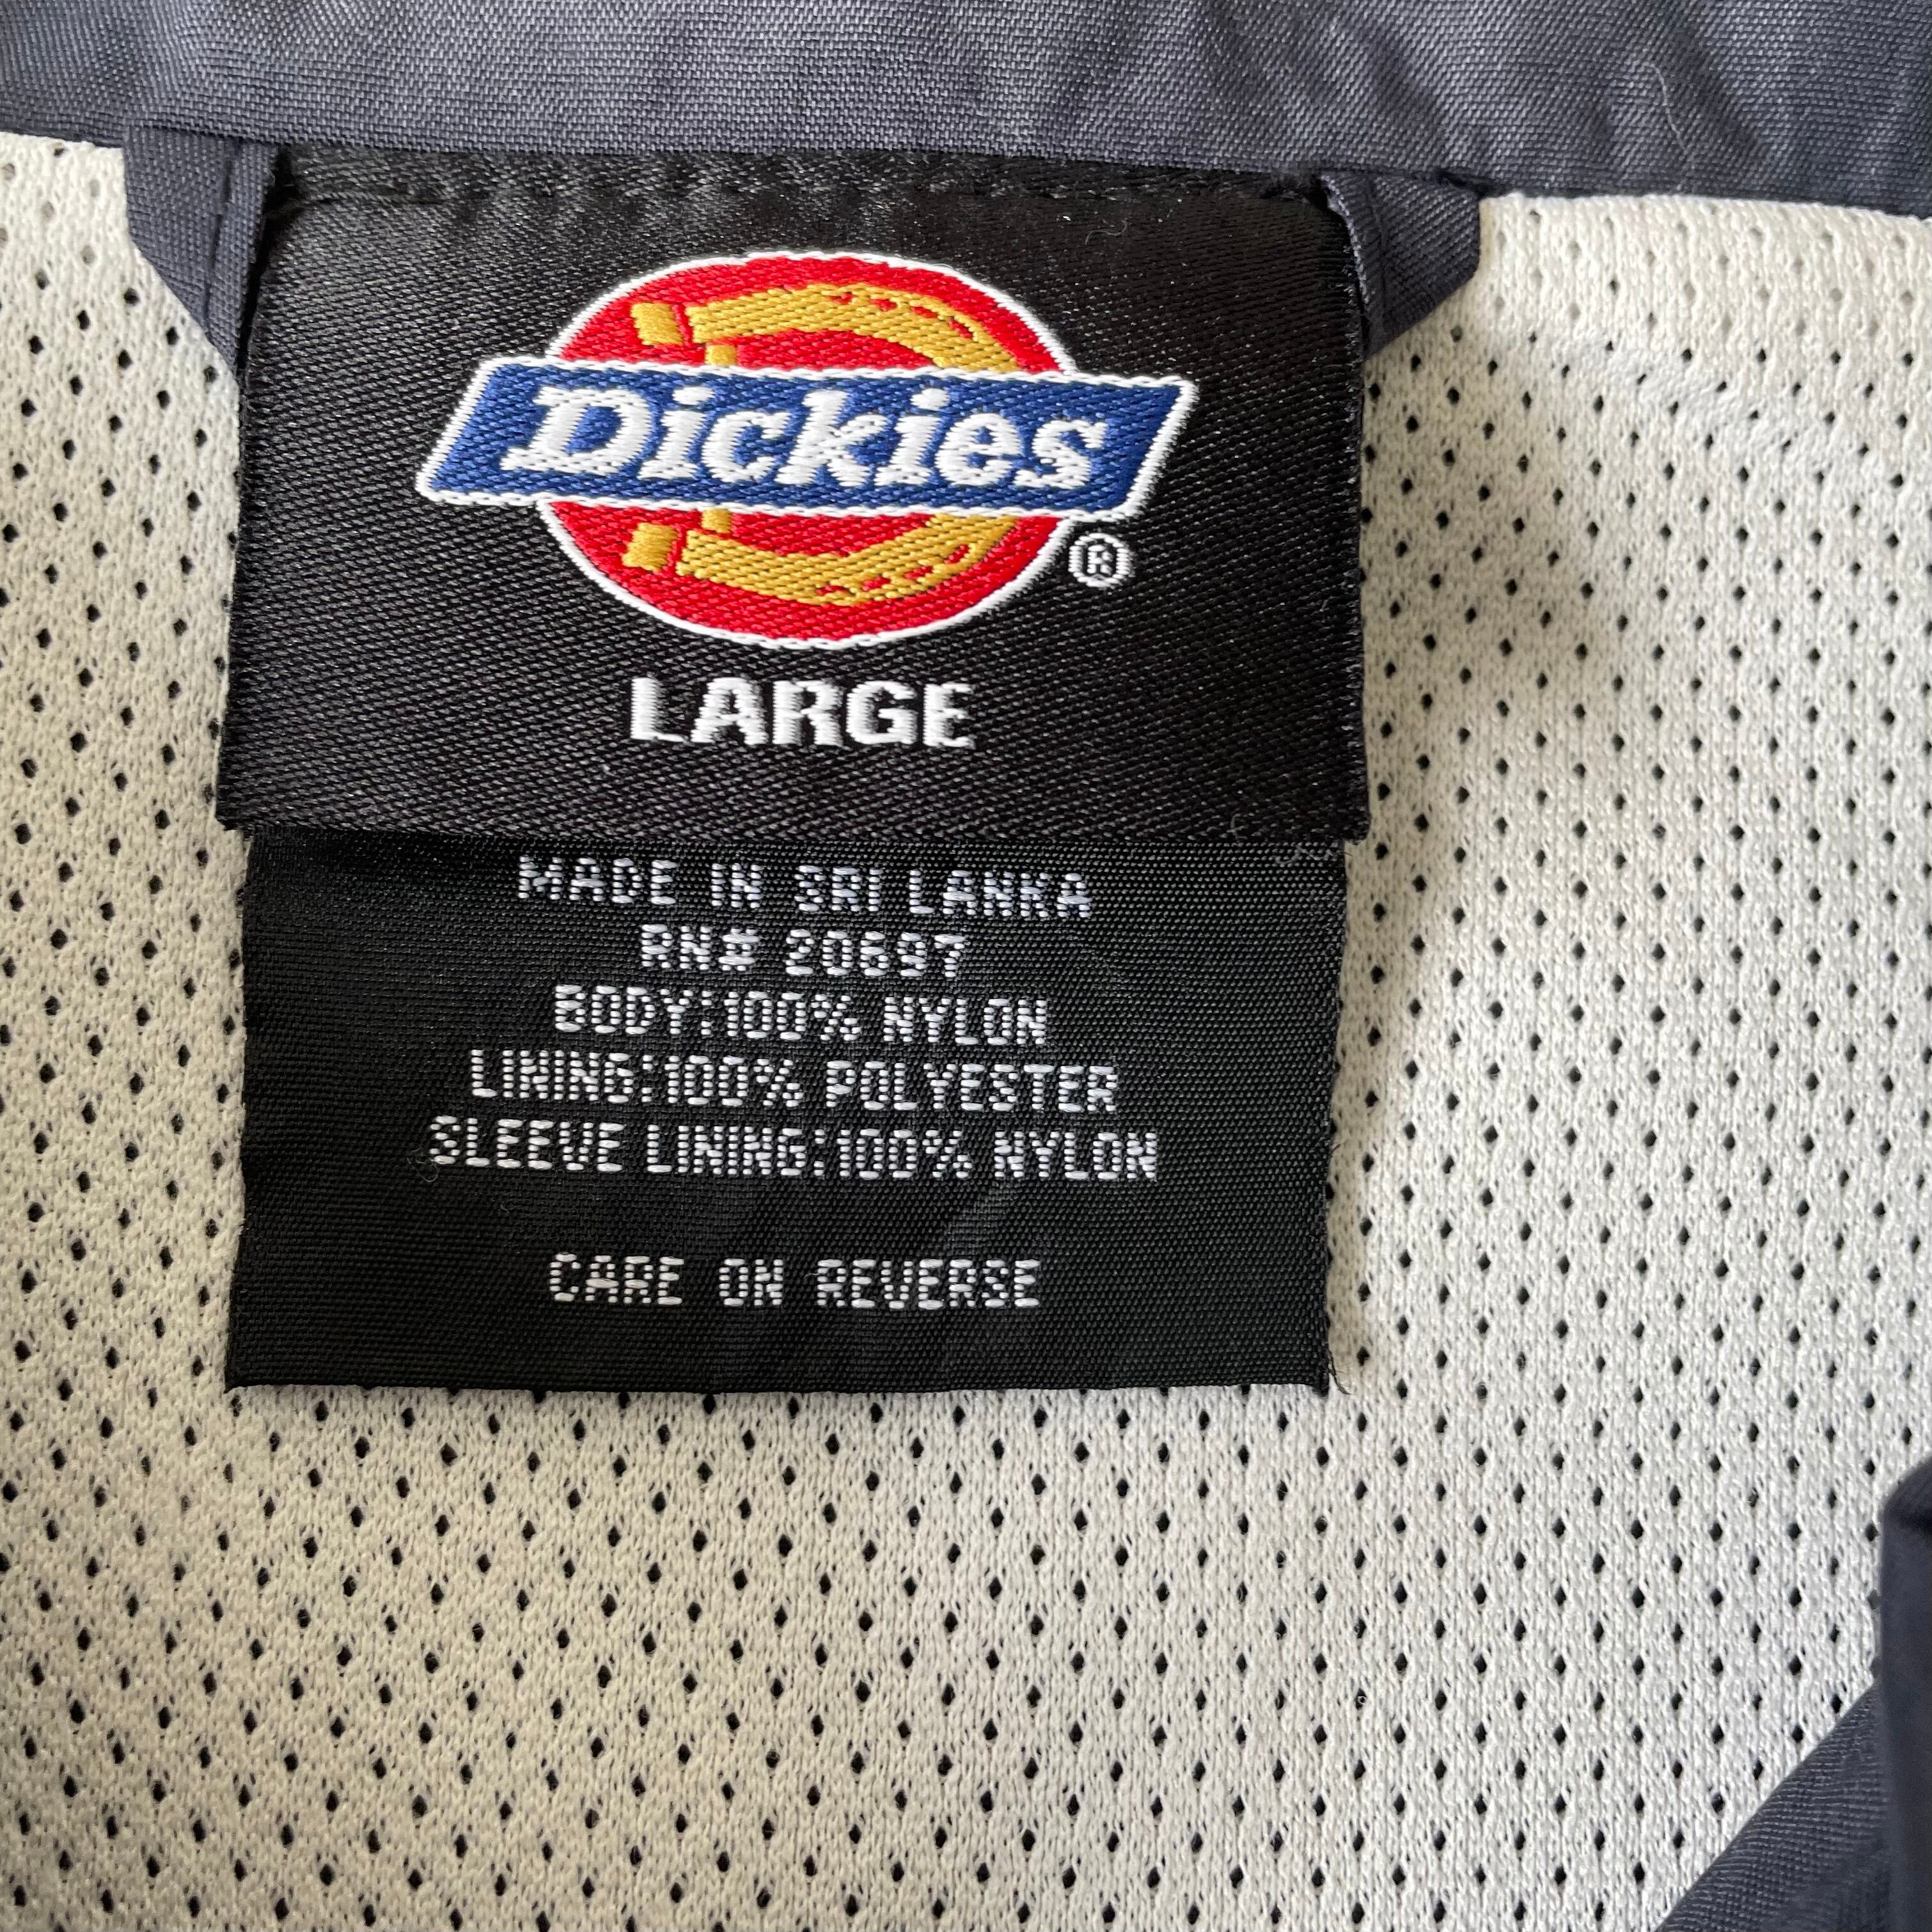 Dickies
®
LARGE
MADE IN SRI LANKA
RN# 20697
BODY:100% NYLON
LINING:100% POLYESTER
SLEEVE LINING:100% NYLON
CARE ON REVERSE